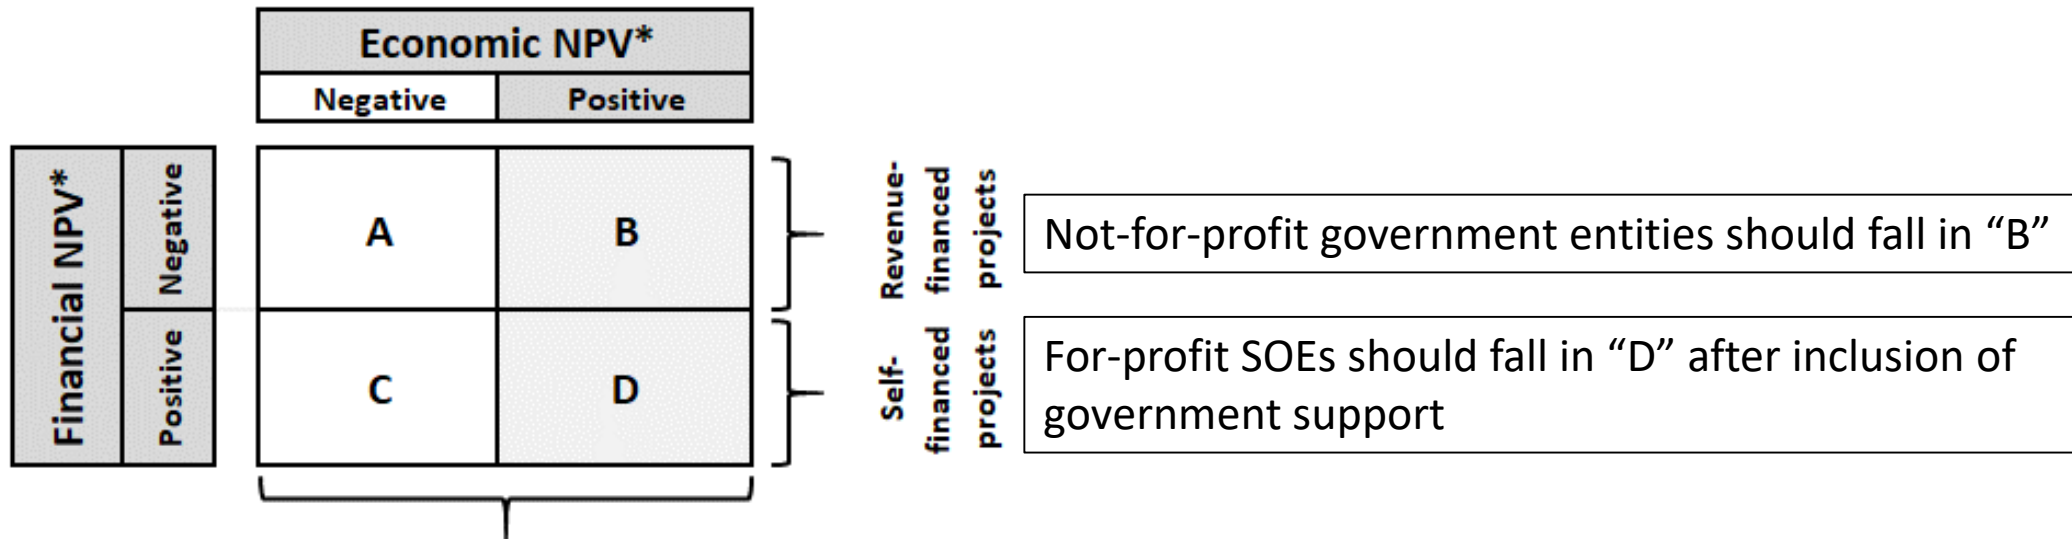 Economic NPV*
Negative
Positive
Financial NPV*
Negative
Positive
A
B
C
D
Revenue-
financed
projects
Self-
financed
projects
Not-for-profit government entities should fall in “B”
For-profit SOEs should fall in “D” after inclusion of
government support